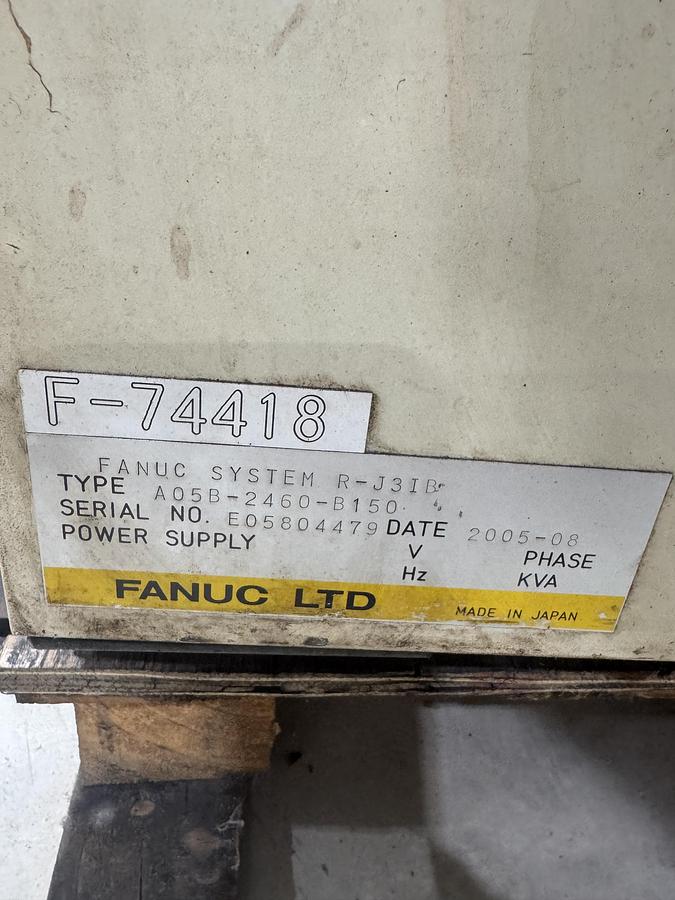 F-74418
FANUC SYSTEM R-J3IB
TYPE A05B-2460-B150
SERIAL NO. E05804479 DATE 2005-08
POWER SUPPLY V PHASE
Hz KVA
FANUC LTD MADE IN JAPAN